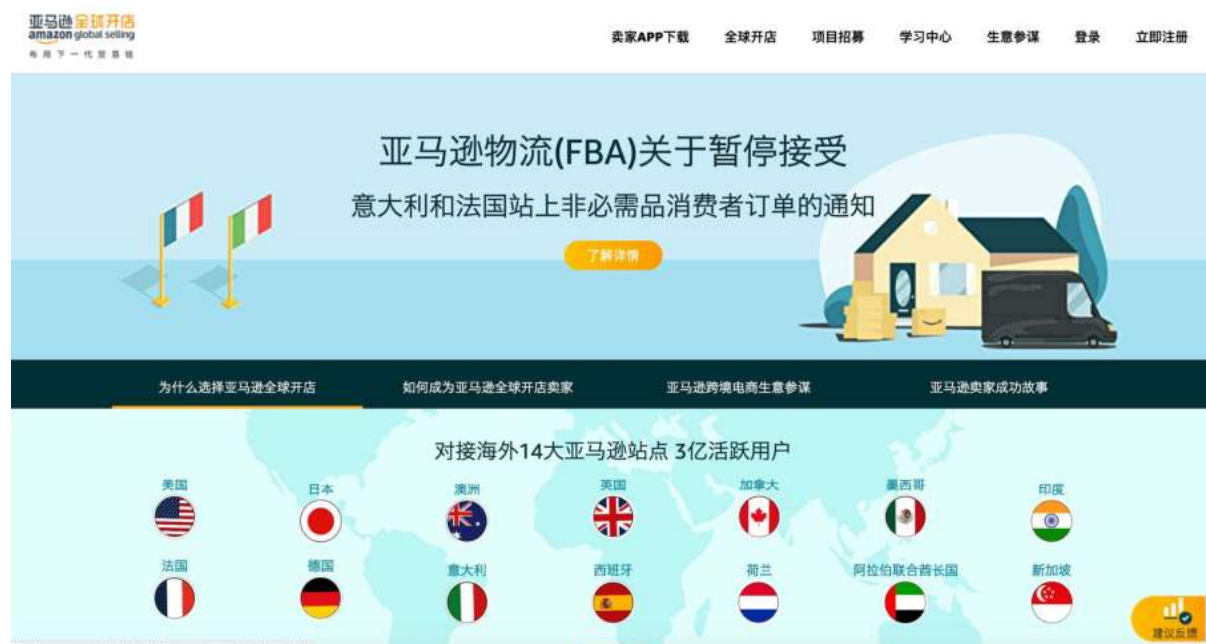 亚马逊全球开店
amazon global selling
布局下一代贸易链
卖家APP下载 全球开店 项目招募 学习中心 生意参谋 登录 立即注册
亚马逊物流(FBA)关于暂停接受
意大利和法国站上非必需品消费者订单的通知
了解详情
为什么选择亚马逊全球开店 如何成为亚马逊全球开店卖家 亚马逊跨境电商生意参谋 亚马逊卖家成功故事
对接海外14大亚马逊站点 3亿活跃用户
美国 日本 澳洲 英国 加拿大 墨西哥 印度
法国 德国 意大利 西班牙 荷兰 阿拉伯联合酋长国 新加坡
建议反馈